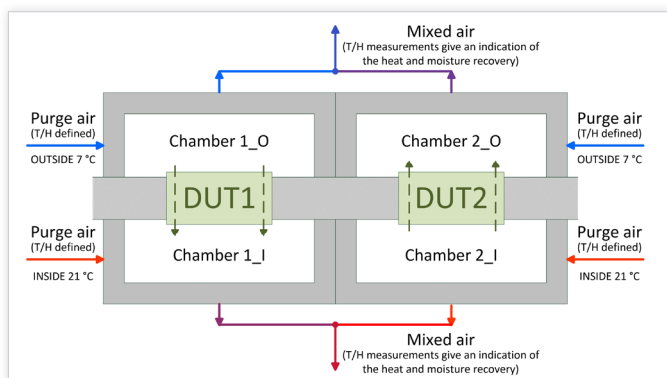 Mixed air
(T/H measurements give an indication of
the heat and moisture recovery)
Purge air
(T/H defined)
OUTSIDE 7 °C
Chamber 1_O
Chamber 2_O
Purge air
(T/H defined)
OUTSIDE 7 °C
DUT1
DUT2
Purge air
(T/H defined)
INSIDE 21 °C
Chamber 1_I
Chamber 2_I
Purge air
(T/H defined)
INSIDE 21 °C
Mixed air
(T/H measurements give an indication of
the heat and moisture recovery)